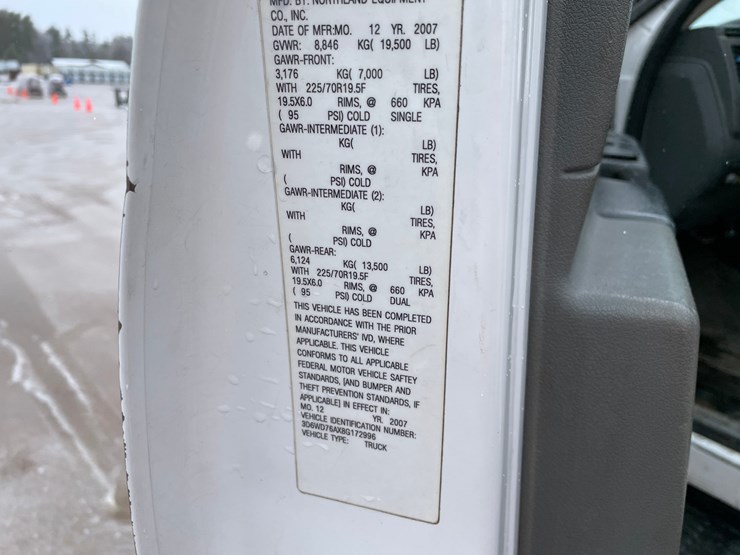 MFD. BY: NORTHLAND EQUIPMENT
CO., INC.
DATE OF MFR:MO. 12 YR. 2007
GVWR: 8,846 KG( 19,500 LB)
GAWR-FRONT:
3,176 KG( 7,000 LB)
WITH 225/70R19.5F TIRES,
19.5X6.0 RIMS, @ 660 KPA
( 95 PSI) COLD SINGLE
GAWR-INTERMEDIATE (1):
KG( LB)
WITH TIRES,
RIMS, @ KPA
( PSI) COLD
GAWR-INTERMEDIATE (2):
KG( LB)
WITH TIRES,
RIMS, @ KPA
( PSI) COLD
GAWR-REAR:
6,124 KG( 13,500 LB)
WITH 225/70R19.5F TIRES,
19.5X6.0 RIMS, @ 660 KPA
( 95 PSI) COLD DUAL
THIS VEHICLE HAS BEEN COMPLETED
IN ACCORDANCE WITH THE PRIOR
MANUFACTURERS' IVD, WHERE
APPLICABLE. THIS VEHICLE
CONFORMS TO ALL APPLICABLE
FEDERAL MOTOR VEHICLE SAFTEY
STANDARDS, [AND BUMPER AND
THEFT PREVENTION STANDARDS, IF
APPLICABLE] IN EFFECT IN:
MO. 12 YR. 2007
VEHICLE IDENTIFICATION NUMBER:
3D6WD76AX8G172996
VEHICLE TYPE: TRUCK